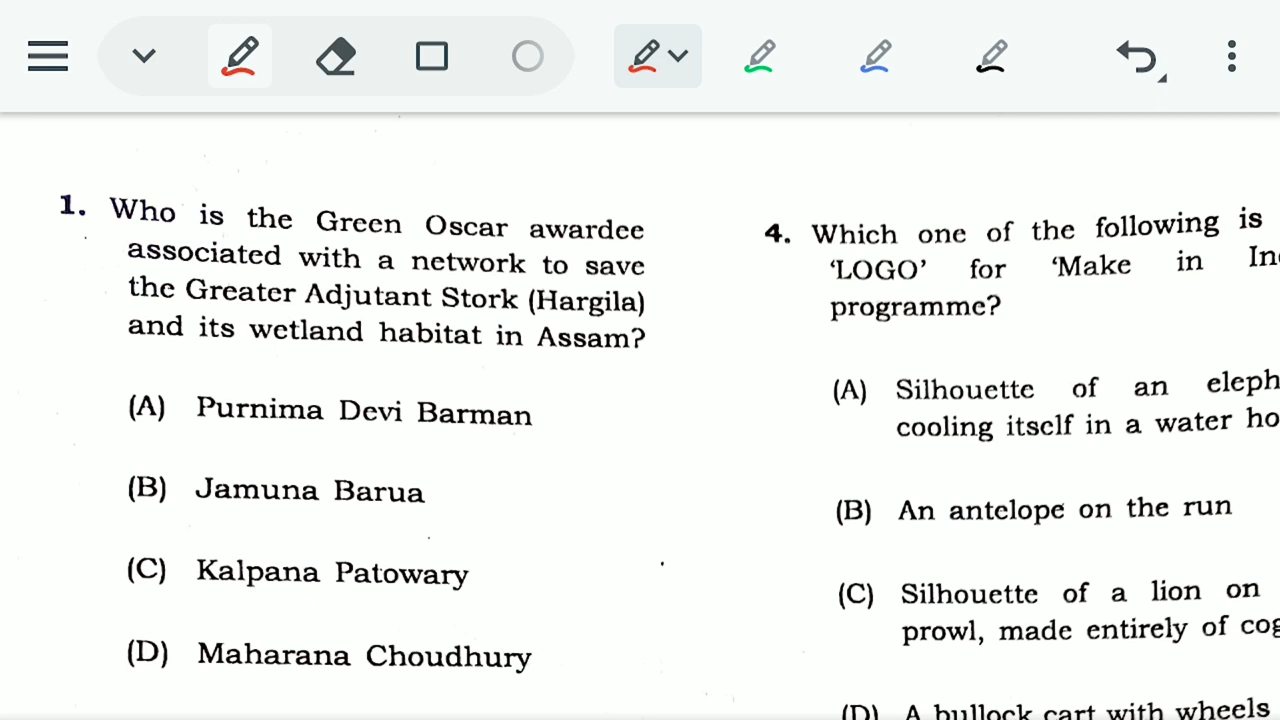 1. Who is the Green Oscar awardee
associated with a network to save
the Greater Adjutant Stork (Hargila)
and its wetland habitat in Assam?
(A) Purnima Devi Barman
(B) Jamuna Barua
(C) Kalpana Patowary
(D) Maharana Choudhury
4. Which one of the following is
‘LOGO’ for ‘Make in
programme?
(A) Silhouette of an
cooling itself in a water
(B) An antelope on the run
(C) Silhouette of a lion on
prowl, made entirely of
(D) A bullock cart with wheels